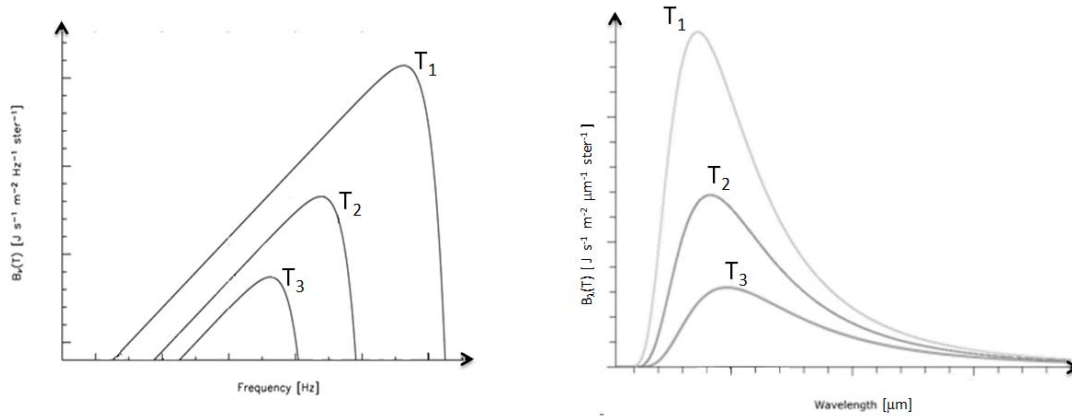 T1
T2
T3
Bν(T) [J s⁻¹ m⁻² Hz⁻¹ ster⁻¹]
Frequency [Hz]
T1
T2
T3
Bλ(T) [ J s⁻¹ m⁻² μm⁻¹ ster⁻¹ ]
Wavelength [μm]